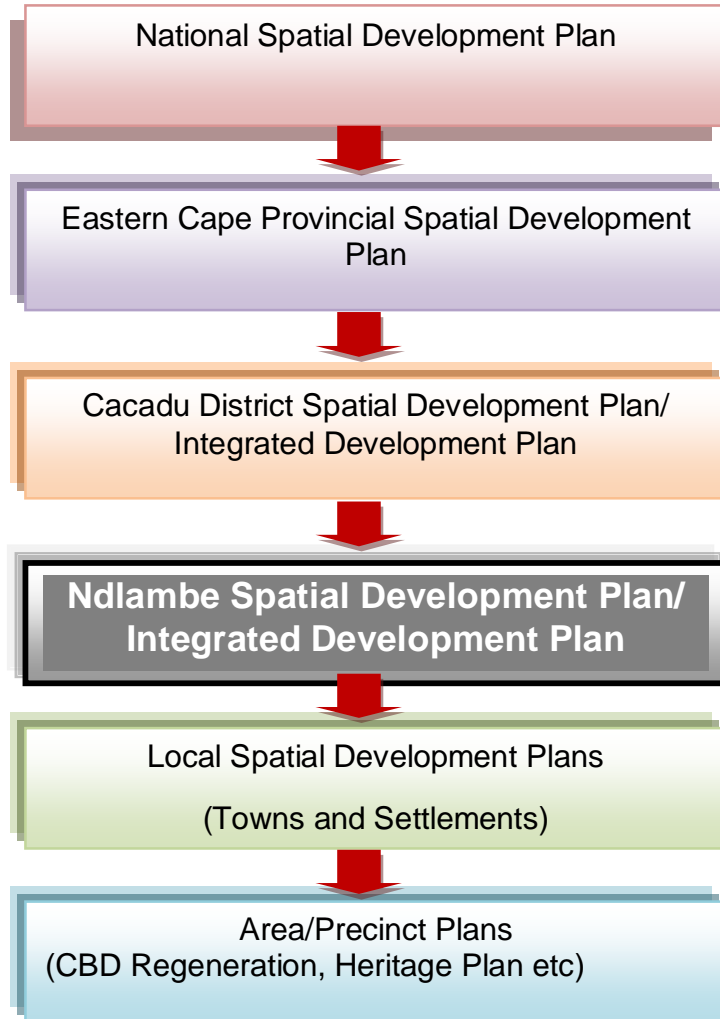 National Spatial Development Plan
Eastern Cape Provincial Spatial Development
Plan
Cacadu District Spatial Development Plan/
Integrated Development Plan
Ndlambe Spatial Development Plan/
Integrated Development Plan
Local Spatial Development Plans
(Towns and Settlements)
Area/Precinct Plans
(CBD Regeneration, Heritage Plan etc)